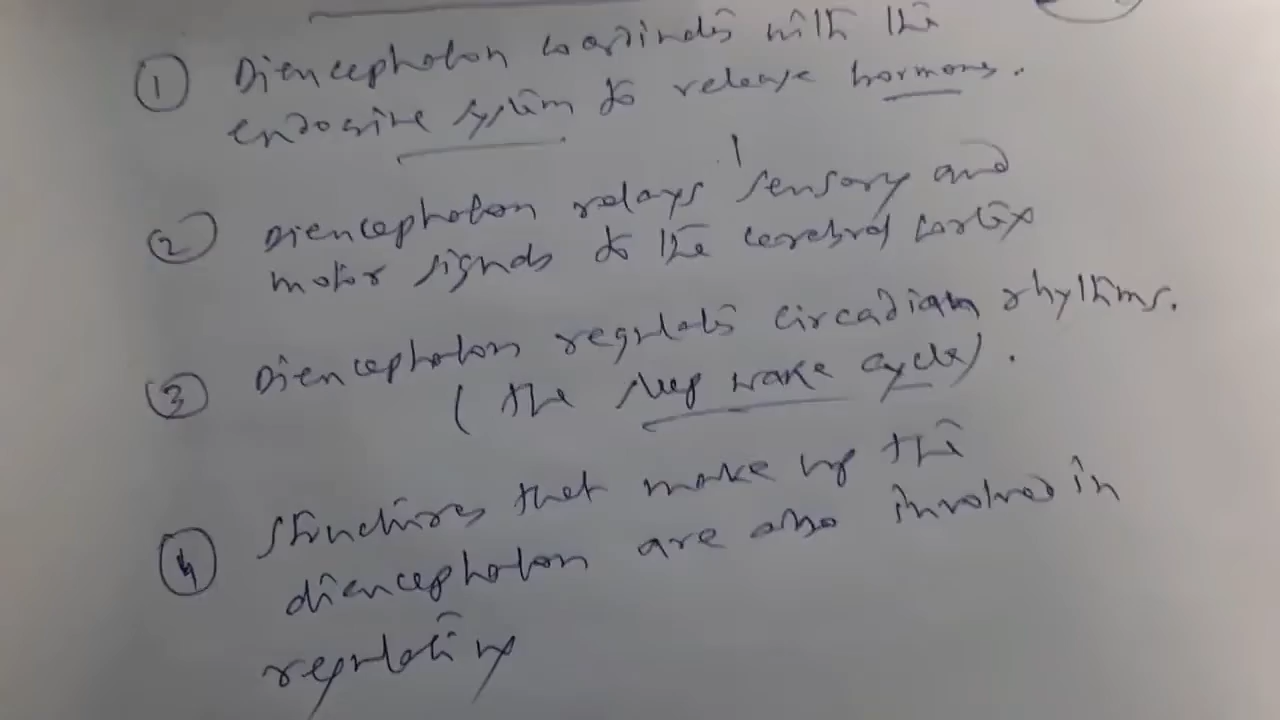 ① Diencephalon coordinates with the
endocrine system to release hormones.
② Diencephalon relays sensory and
motor signals to the cerebral cortex
③ Diencephalon regulates circadian rhythms.
(the sleep wake cycle).
④ Structures that make up the
diencephalon are also involved in
regulating